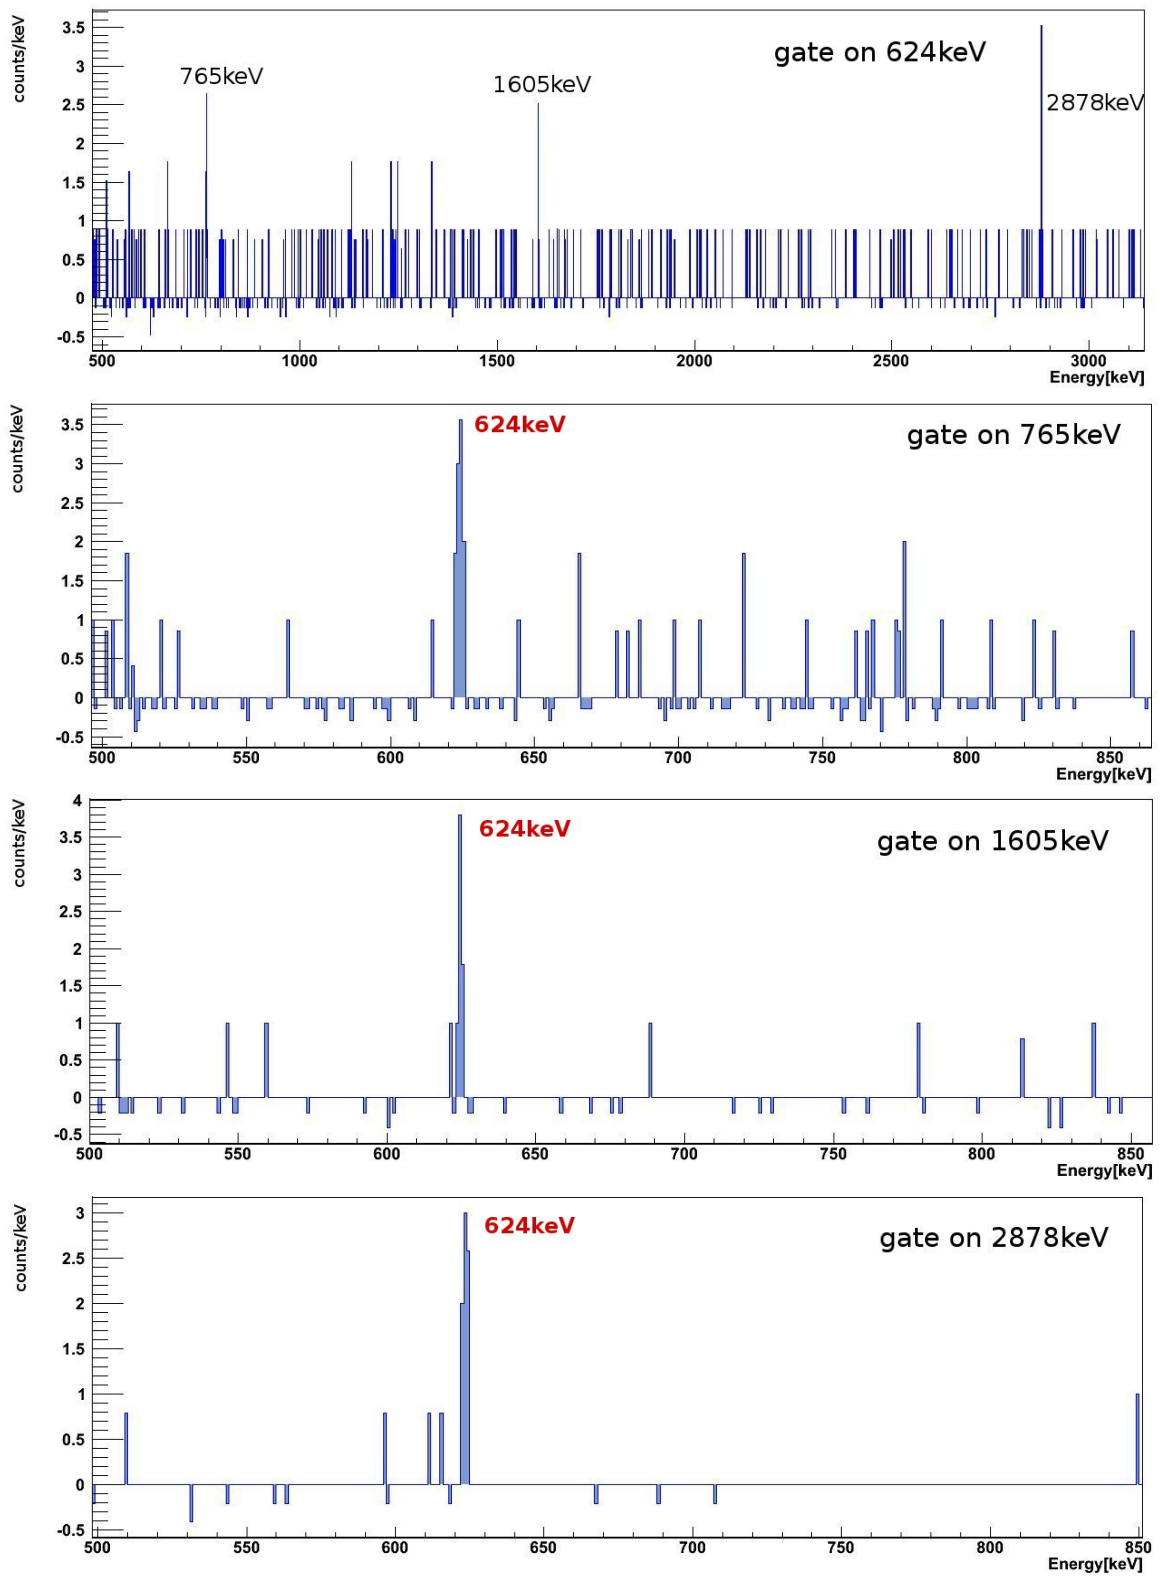 counts/keV
3.5
3
2.5
2
1.5
1
0.5
0
-0.5
gate on 624keV
765keV
1605keV
2878keV
500 1000 1500 2000 2500 3000
Energy[keV]
counts/keV
3.5
3
2.5
2
1.5
1
0.5
0
-0.5
624keV
gate on 765keV
500 550 600 650 700 750 800 850
Energy[keV]
counts/keV
4
3.5
3
2.5
2
1.5
1
0.5
0
-0.5
624keV
gate on 1605keV
500 550 600 650 700 750 800 850
Energy[keV]
counts/keV
3
2.5
2
1.5
1
0.5
0
-0.5
624keV
gate on 2878keV
500 550 600 650 700 750 800 850
Energy[keV]